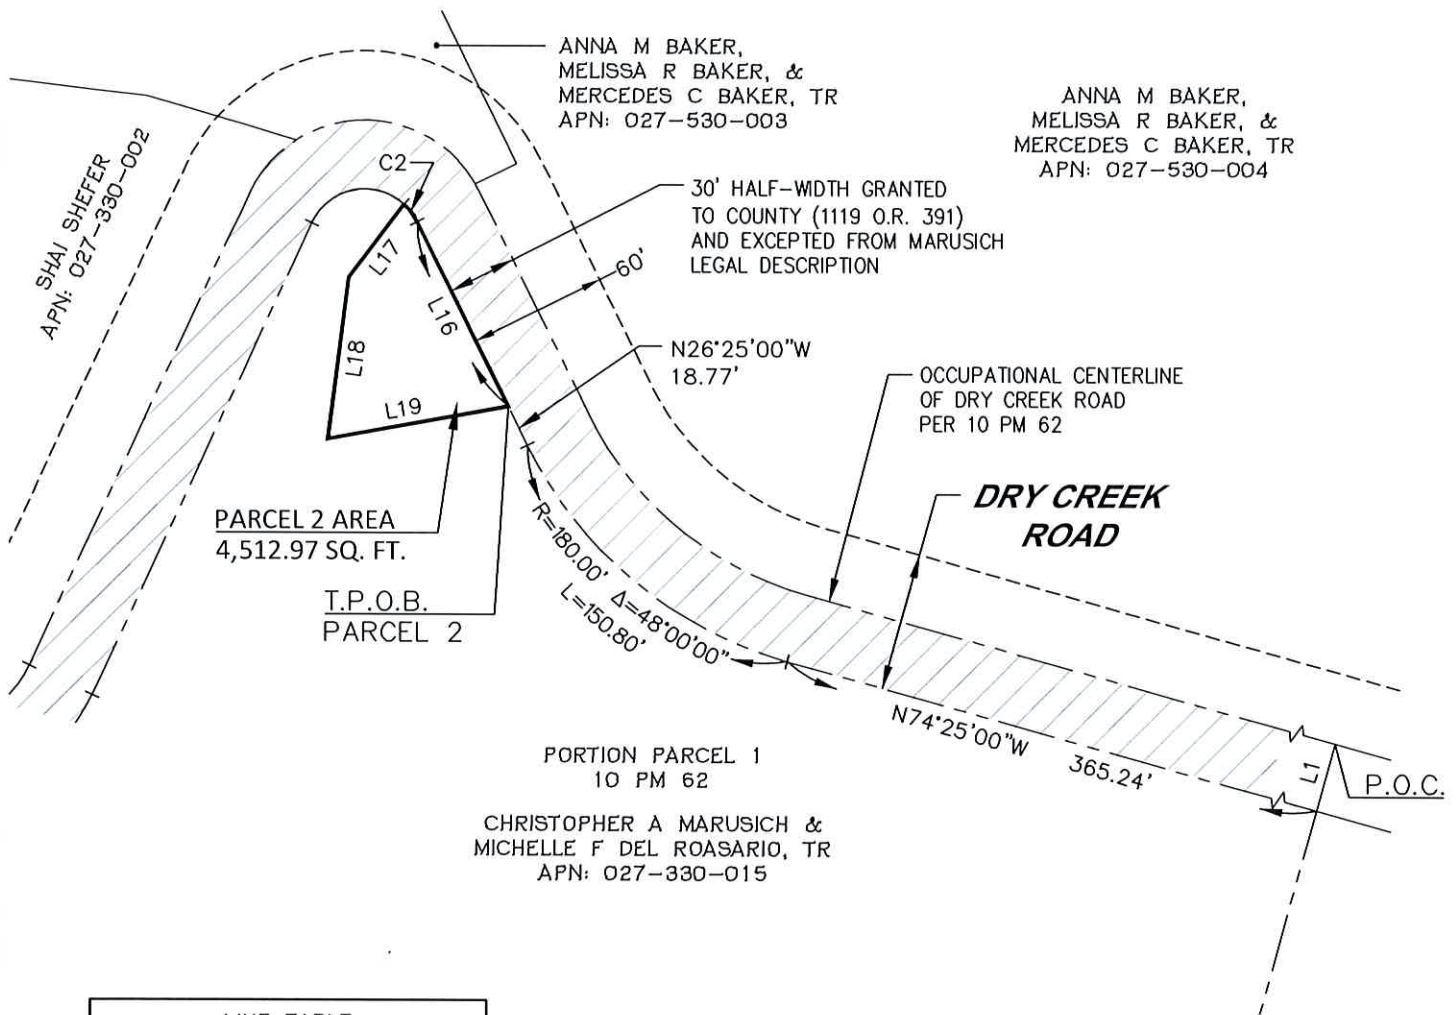 ANNA M BAKER,
MELISSA R BAKER, &
MERCEDES C BAKER, TR
APN: 027-530-003
ANNA M BAKER,
MELISSA R BAKER, &
MERCEDES C BAKER, TR
APN: 027-530-004
SHAI SHEFER
APN: 027-330-002
C2
30' HALF-WIDTH GRANTED
TO COUNTY (1119 O.R. 391)
AND EXCEPTED FROM MARUSICH
LEGAL DESCRIPTION
60'
L17
L16
L18
L19
N26°25'00"W
18.77'
OCCUPATIONAL CENTERLINE
OF DRY CREEK ROAD
PER 10 PM 62
DRY CREEK
ROAD
PARCEL 2 AREA
4,512.97 SQ. FT.
T.P.O.B.
PARCEL 2
R=180.00' Δ=48°00'00"
L=150.80'
N74°25'00"W 365.24'
L1
P.O.C.
PORTION PARCEL 1
10 PM 62
CHRISTOPHER A MARUSICH &
MICHELLE F DEL ROASARIO, TR
APN: 027-330-015